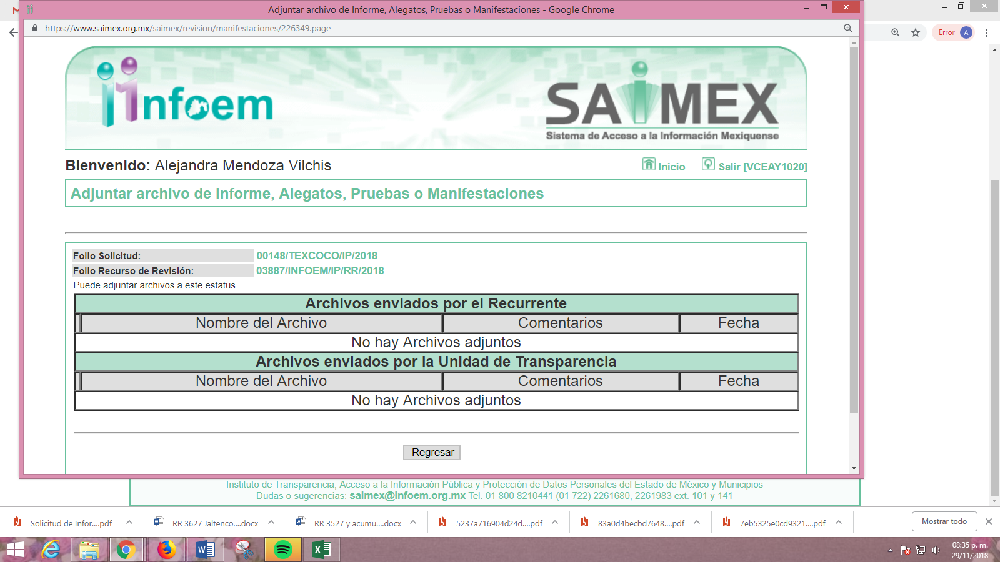 Adjuntar archivo de Informe, Alegatos, Pruebas o Manifestaciones - Google Chrome
https://www.saimex.org.mx/saimex/revision/manifestaciones/226349.page
Error A
infoem
SAIMEX
Sistema de Acceso a la Información Mexiquense
Bienvenido: Alejandra Mendoza Vilchis
Inicio
Salir [VCEAY1020]
Adjuntar archivo de Informe, Alegatos, Pruebas o Manifestaciones
Folio Solicitud: 00148/TEXCOCO/IP/2018
Folio Recurso de Revisión: 03887/INFOEM/IP/RR/2018
Puede adjuntar archivos a este estatus
Archivos enviados por el Recurrente
Nombre del Archivo Comentarios Fecha
No hay Archivos adjuntos
Archivos enviados por la Unidad de Transparencia
Nombre del Archivo Comentarios Fecha
No hay Archivos adjuntos
Regresar
Instituto de Transparencia, Acceso a la Información Pública y Protección de Datos Personales del Estado de México y Municipios
Dudas o sugerencias: saimex@infoem.org.mx Tel. 01 800 8210441 (01 722) 2261680, 2261983 ext. 101 y 141
Solicitud de Infor....pdf
RR 3627 Jaltenco....docx
RR 3527 y acumu....docx
5237a716904d24d....pdf
83a0d4becbd7648....pdf
7eb5325e0cd9321....pdf
Mostrar todo
08:35 p. m.
29/11/2018